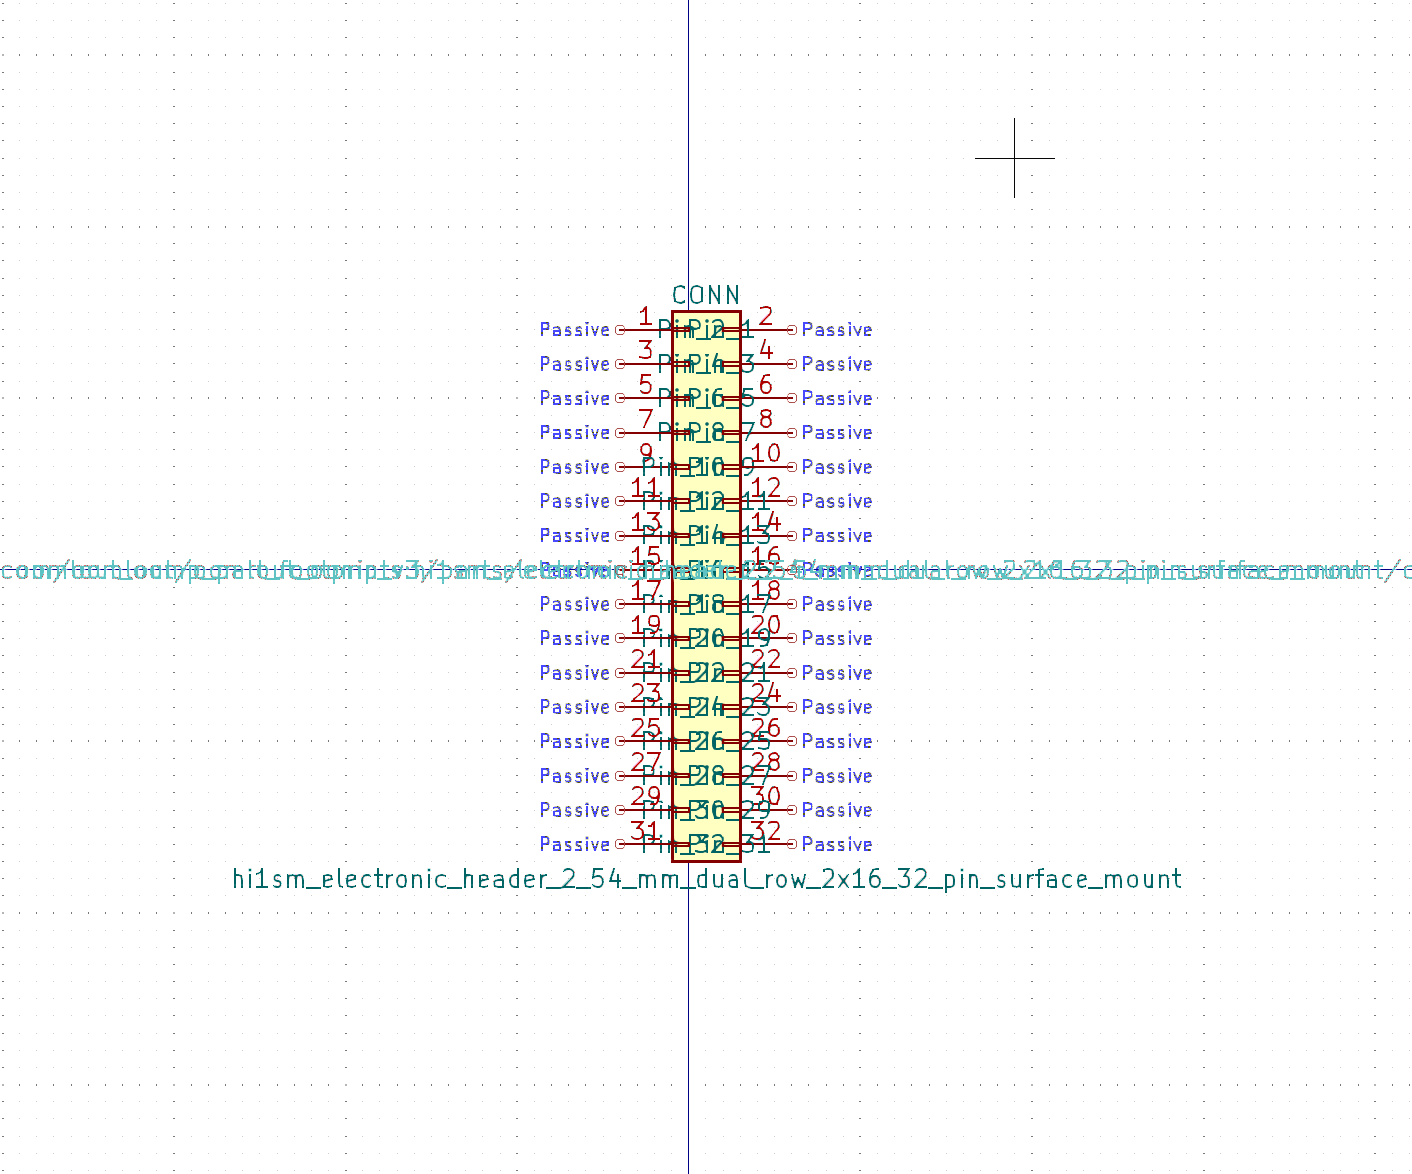 CONN
Passive 1 Pin_2 Pin_1 2 Passive
Passive 3 Pin_4 Pin_3 4 Passive
Passive 5 Pin_6 Pin_5 6 Passive
Passive 7 Pin_8 Pin_7 8 Passive
Passive 9 Pin_10 Pin_9 10 Passive
Passive 11 Pin_12 Pin_11 12 Passive
Passive 13 Pin_14 Pin_13 14 Passive
15 16 Passive
Passive 17 Pin_18 Pin_17 18 Passive
Passive 19 Pin_20 Pin_19 20 Passive
Passive 21 Pin_22 Pin_21 22 Passive
Passive 23 Pin_24 Pin_23 24 Passive
Passive 25 Pin_26 Pin_25 26 Passive
Passive 27 Pin_28 Pin_27 28 Passive
Passive 29 Pin_30 Pin_29 30 Passive
Passive 31 Pin_32 Pin_31 32 Passive
hi1sm_electronic_header_2_54_mm_dual_row_2x16_32_pin_surface_mount